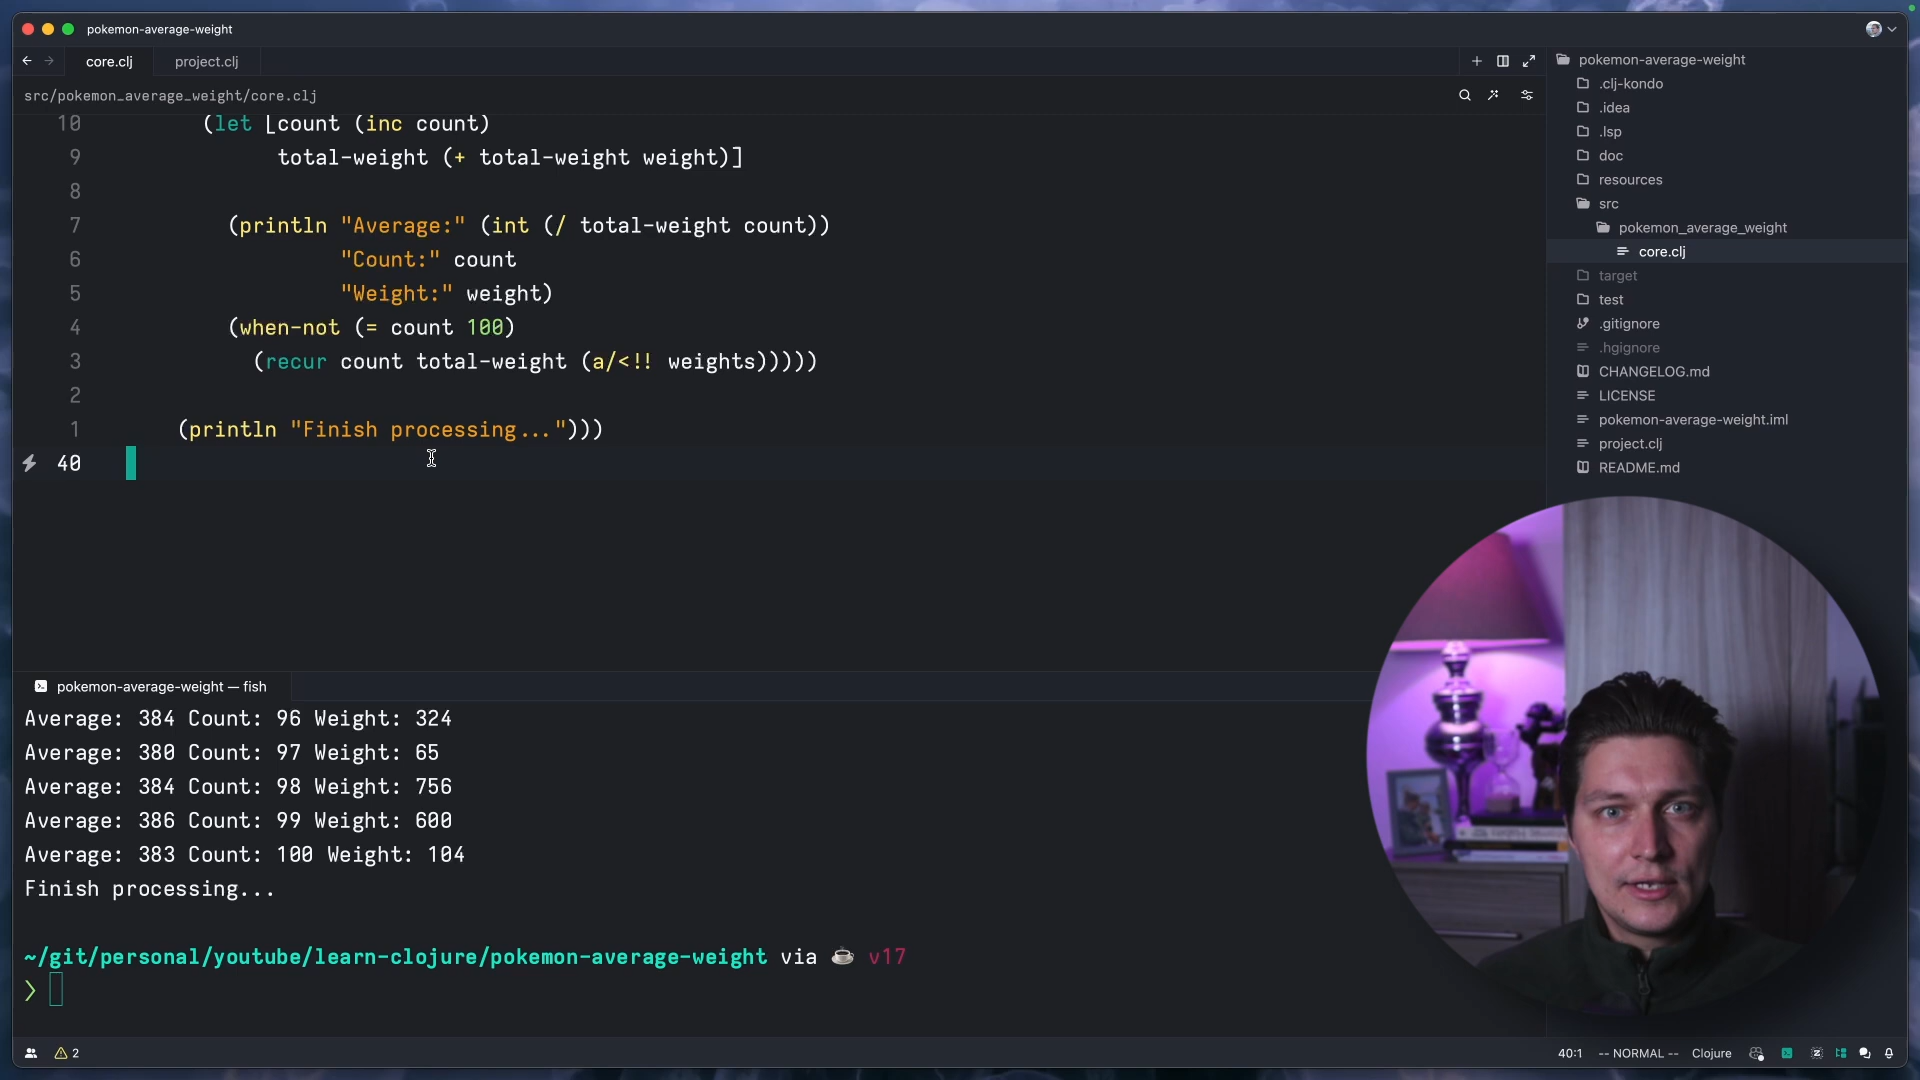 pokemon-average-weight
core.clj
project.clj
src/pokemon_average_weight/core.clj
10 (let [count (inc count)
9 total-weight (+ total-weight weight)]
8
7 (println "Average:" (int (/ total-weight count))
6 "Count:" count
5 "Weight:" weight)
4 (when-not (= count 100)
3 (recur count total-weight (a/<!! weights)))))
2
1 (println "Finish processing...")))
40
pokemon-average-weight
.clj-kondo
.idea
.lsp
doc
resources
src
pokemon_average_weight
core.clj
target
test
.gitignore
.hgignore
CHANGELOG.md
LICENSE
pokemon-average-weight.iml
project.clj
README.md
pokemon-average-weight — fish
Average: 384 Count: 96 Weight: 324
Average: 380 Count: 97 Weight: 65
Average: 384 Count: 98 Weight: 756
Average: 386 Count: 99 Weight: 600
Average: 383 Count: 100 Weight: 104
Finish processing...
~/git/personal/youtube/learn-clojure/pokemon-average-weight via ☕ v17
❯
2
40:1 -- NORMAL -- Clojure